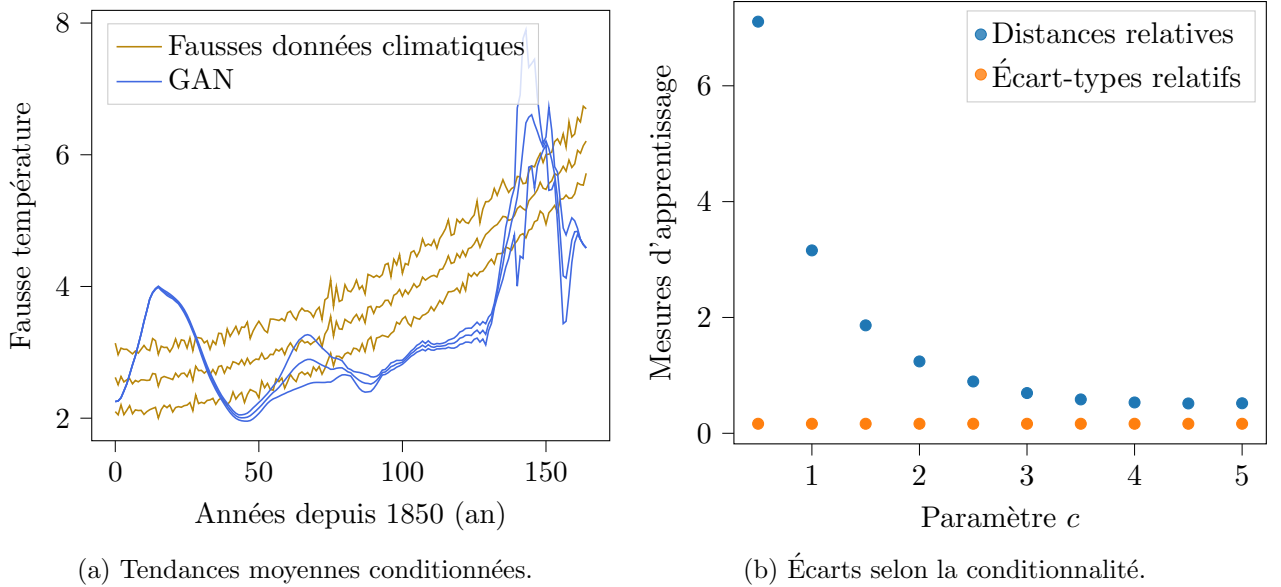 Fausses données climatiques
GAN
8
6
4
2
0
50
100
150
Fausse température
Années depuis 1850 (an)
(a) Tendances moyennes conditionnées.
Distances relatives
Écart-types relatifs
6
4
2
0
1
2
3
4
5
Mesures d'apprentissage
Paramètre c
(b) Écarts selon la conditionnalité.